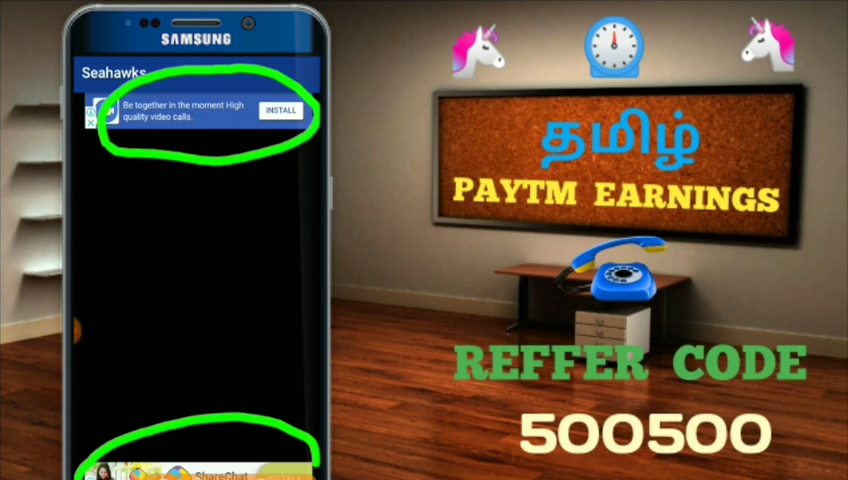 SAMSUNG
Seahawks
Be together in the moment High
quality video calls.
INSTALL
ShareChat
தமிழ்
PAYTM EARNINGS
REFFER CODE
500500